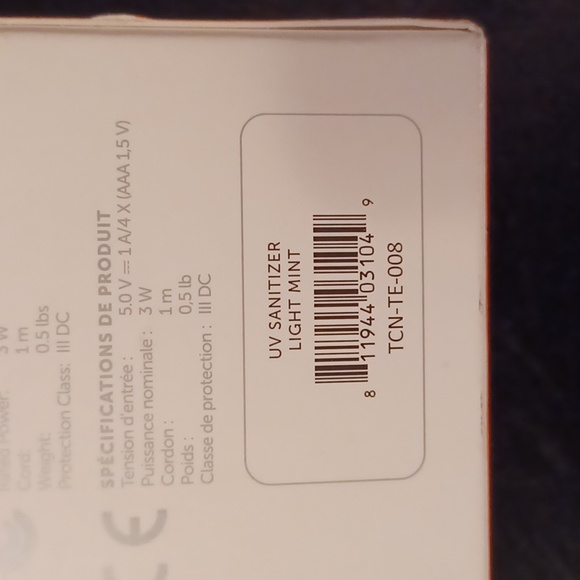 3 W
Cord: 1 m
Weight: 0.5 lbs
Protection Class: III DC
SPÉCIFICATIONS DE PRODUIT
Tension d'entrée : 5.0 V ⎓ 1 A/4 X (AAA 1,5 V)
Puissance nominale : 3 W
Cordon : 1 m
Poids : 0,5 lb
Classe de protection : III DC
CE
UV SANITIZER
LIGHT MINT
8 11944 03104 9
TCN-TE-008